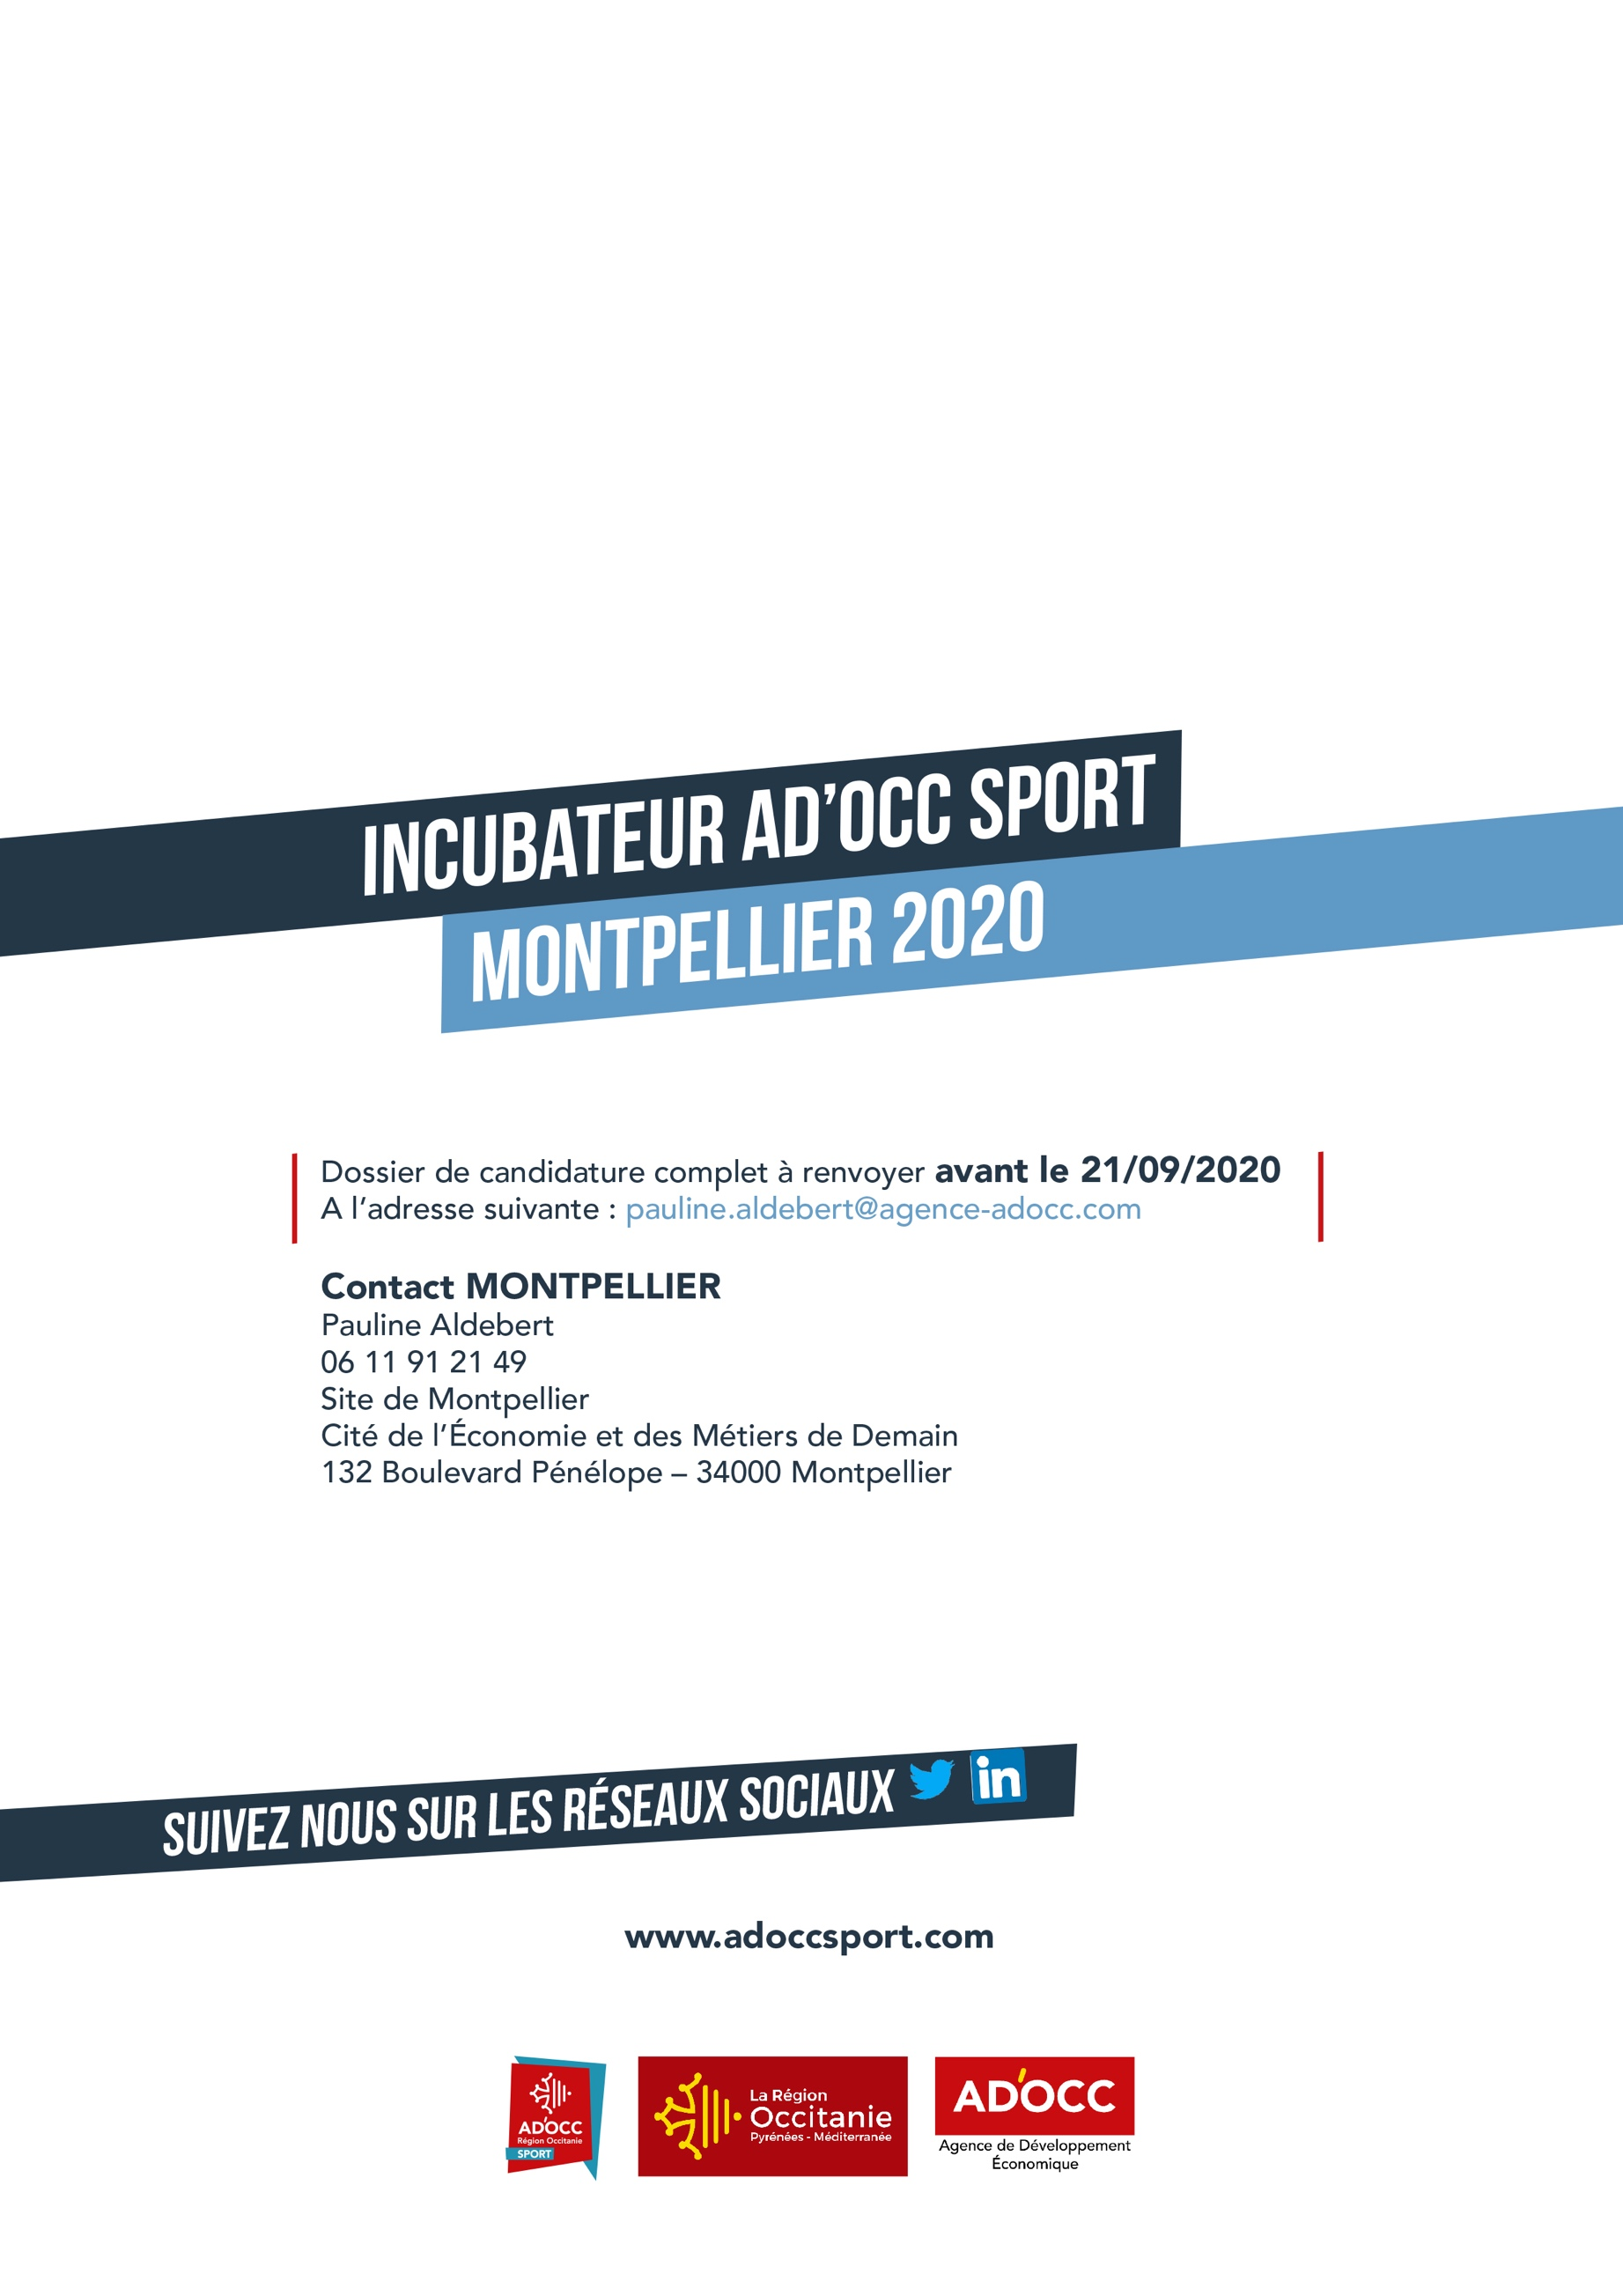 INCUBATEUR AD'OCC SPORT
MONTPELLIER 2020
Dossier de candidature complet à renvoyer avant le 21/09/2020
A l'adresse suivante : pauline.aldebert@agence-adocc.com
Contact MONTPELLIER
Pauline Aldebert
06 11 91 21 49
Site de Montpellier
Cité de l'Économie et des Métiers de Demain
132 Boulevard Pénélope – 34000 Montpellier
SUIVEZ NOUS SUR LES RÉSEAUX SOCIAUX in
www.adoccsport.com
AD'OCC
Région Occitanie
SPORT
La Région
Occitanie
Pyrénées - Méditerranée
AD'OCC
Agence de Développement
Économique